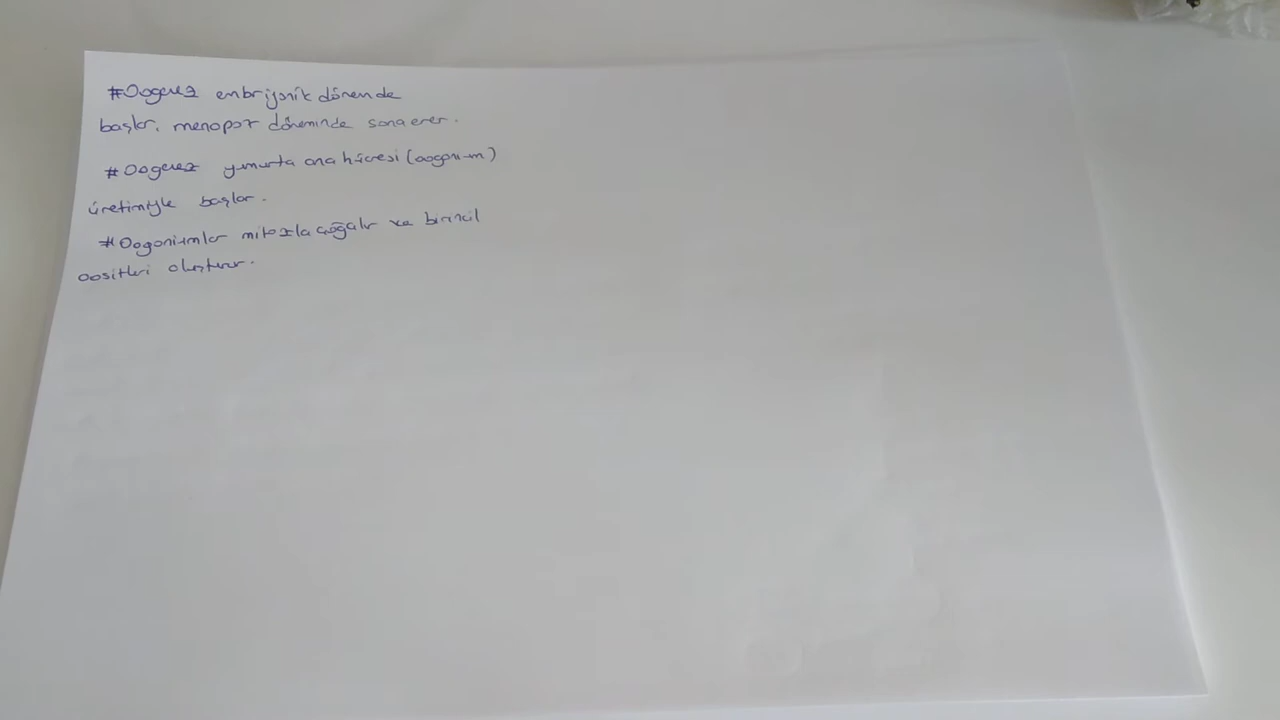 #Oogenez embriyonik dönemde
başlar, menopoz döneminde sona erer.
#Oogenez yumurta ana hücresi (oogonium)
üretimiyle başlar.
#Oogoniumlar mitozla çoğalır ve birincil
oositleri oluşturur.